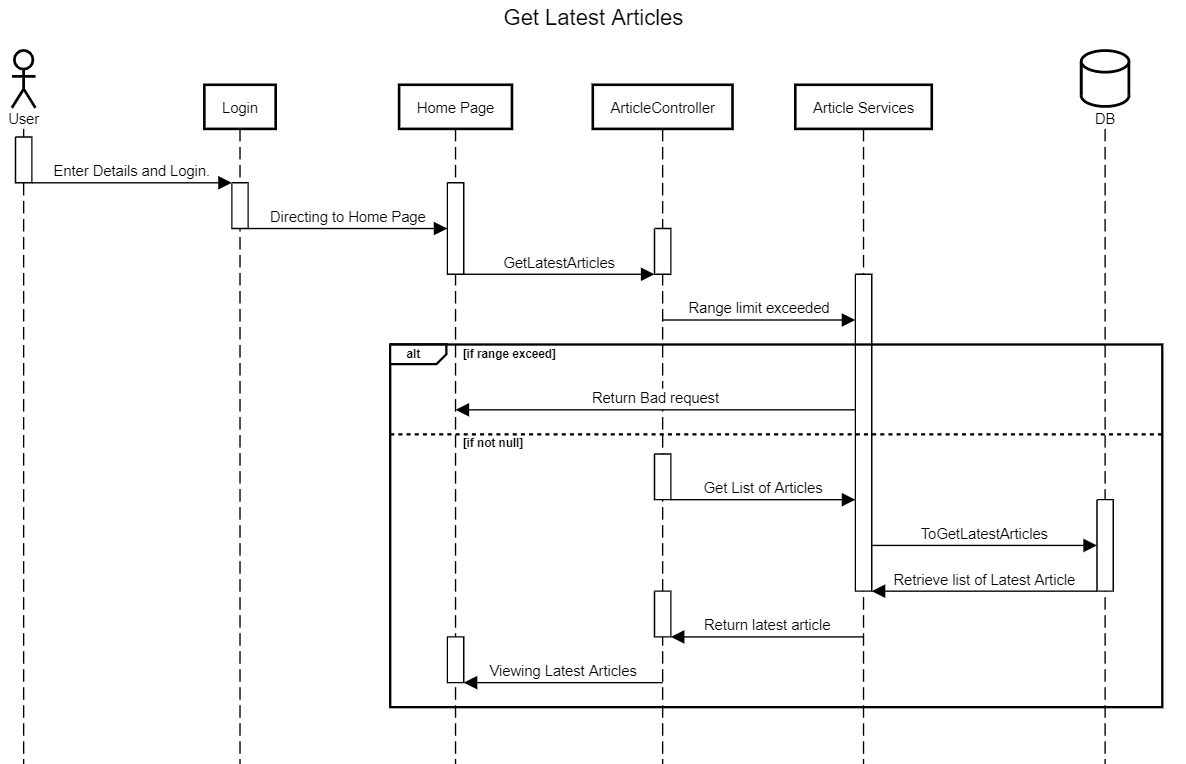 Get Latest Articles
User
Login
Home Page
ArticleController
Article Services
DB
Enter Details and Login.
Directing to Home Page
GetLatestArticles
Range limit exceeded
alt
[if range exceed]
Return Bad request
[if not null]
Get List of Articles
ToGetLatestArticles
Retrieve list of Latest Article
Return latest article
Viewing Latest Articles